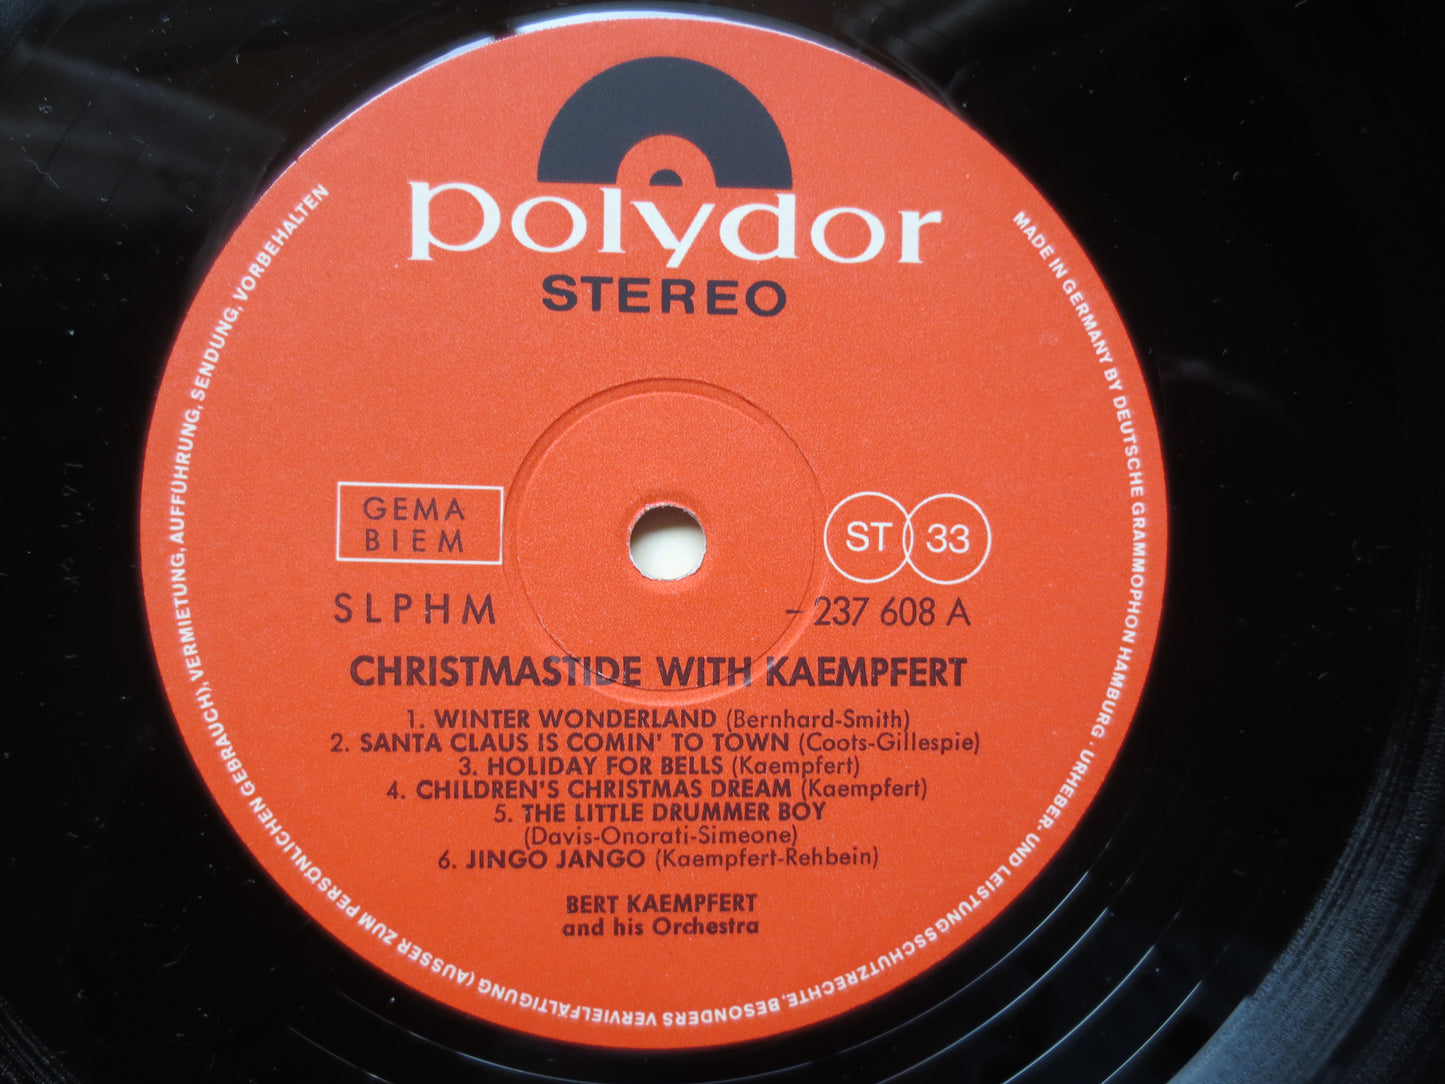 polydor
STEREO
GEMA
BIEM
ST 33
SLPHM - 237 608 A
CHRISTMASTIDE WITH KAEMPFERT
1. WINTER WONDERLAND (Bernhard-Smith)
2. SANTA CLAUS IS COMIN' TO TOWN (Coots-Gillespie)
3. HOLIDAY FOR BELLS (Kaempfert)
4. CHILDREN'S CHRISTMAS DREAM (Kaempfert)
5. THE LITTLE DRUMMER BOY
(Davis-Onorati-Simeone)
6. JINGO JANGO (Kaempfert-Rehbein)
BERT KAEMPFERT
and his Orchestra
MADE IN GERMANY BY DEUTSCHE GRAMMOPHON HAMBURG · URHEBER- UND LEISTUNGSSCHUTZRECHTE, BESONDERS VERVIELFÄLTIGUNG (AUSSER ZUM PERSÖNLICHEN GEBRAUCH), VERMIETUNG, AUFFÜHRUNG, SENDUNG, VORBEHALTEN